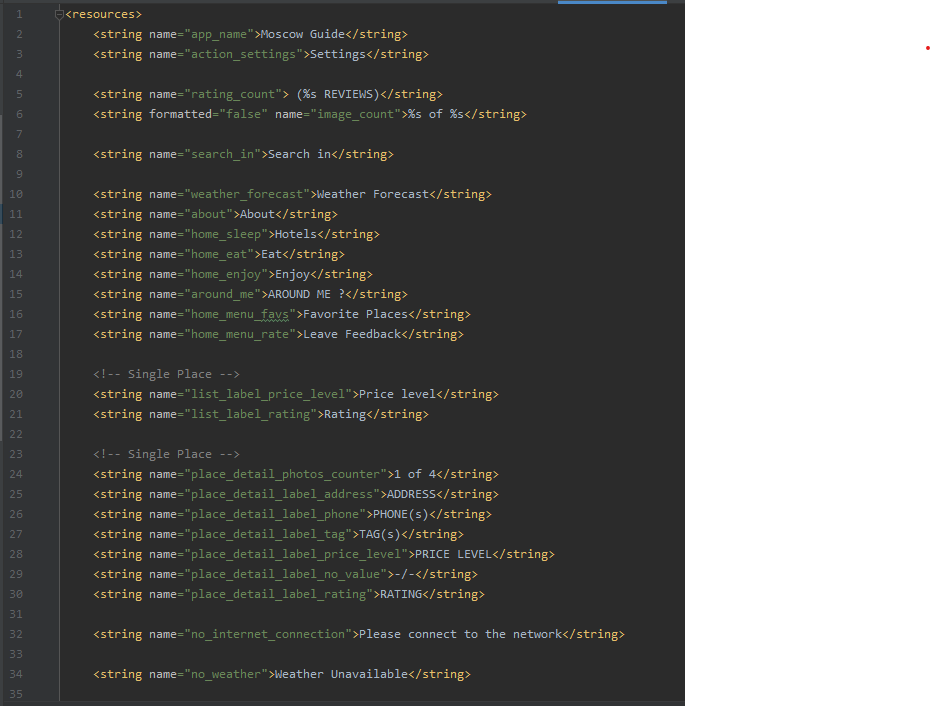 1 <resources>
2 <string name="app_name">Moscow Guide</string>
3 <string name="action_settings">Settings</string>
4
5 <string name="rating_count"> (%s REVIEWS)</string>
6 <string formatted="false" name="image_count">%s of %s</string>
7
8 <string name="search_in">Search in</string>
9
10 <string name="weather_forecast">Weather Forecast</string>
11 <string name="about">About</string>
12 <string name="home_sleep">Hotels</string>
13 <string name="home_eat">Eat</string>
14 <string name="home_enjoy">Enjoy</string>
15 <string name="around_me">AROUND ME ?</string>
16 <string name="home_menu_favs">Favorite Places</string>
17 <string name="home_menu_rate">Leave Feedback</string>
18
19 <!-- Single Place -->
20 <string name="list_label_price_level">Price level</string>
21 <string name="list_label_rating">Rating</string>
22
23 <!-- Single Place -->
24 <string name="place_detail_photos_counter">1 of 4</string>
25 <string name="place_detail_label_address">ADDRESS</string>
26 <string name="place_detail_label_phone">PHONE(s)</string>
27 <string name="place_detail_label_tag">TAG(s)</string>
28 <string name="place_detail_label_price_level">PRICE LEVEL</string>
29 <string name="place_detail_label_no_value">-/-</string>
30 <string name="place_detail_label_rating">RATING</string>
31
32 <string name="no_internet_connection">Please connect to the network</string>
33
34 <string name="no_weather">Weather Unavailable</string>
35